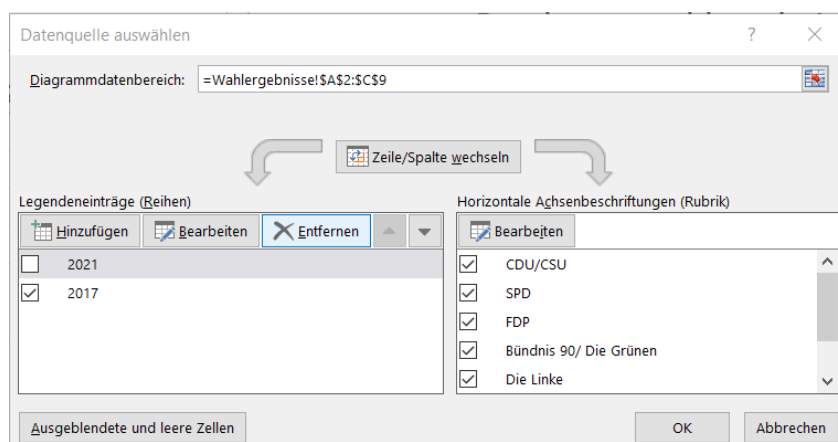 Datenquelle auswählen
Diagrammdatenbereich: =Wahlergebnisse!$A$2:$C$9
Zeile/Spalte wechseln
Legendeneinträge (Reihen)
Hinzufügen Bearbeiten Entfernen
2021
2017
Horizontale Achsenbeschriftungen (Rubrik)
Bearbeiten
CDU/CSU
SPD
FDP
Bündnis 90/ Die Grünen
Die Linke
Ausgeblendete und leere Zellen
OK Abbrechen